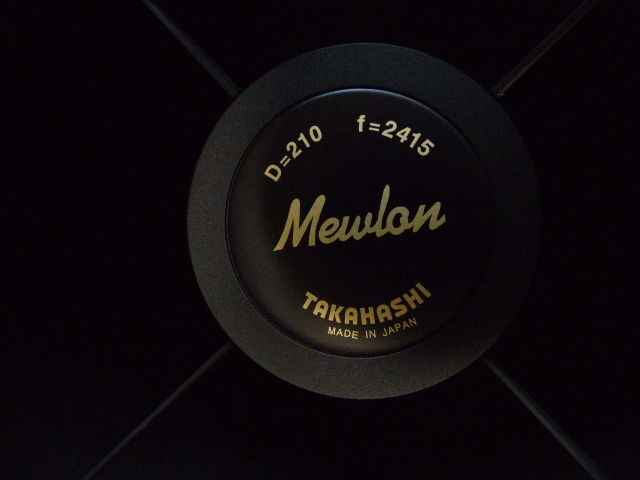 D=210 f=2415
Mewlon
TAKAHASHI
MADE IN JAPAN